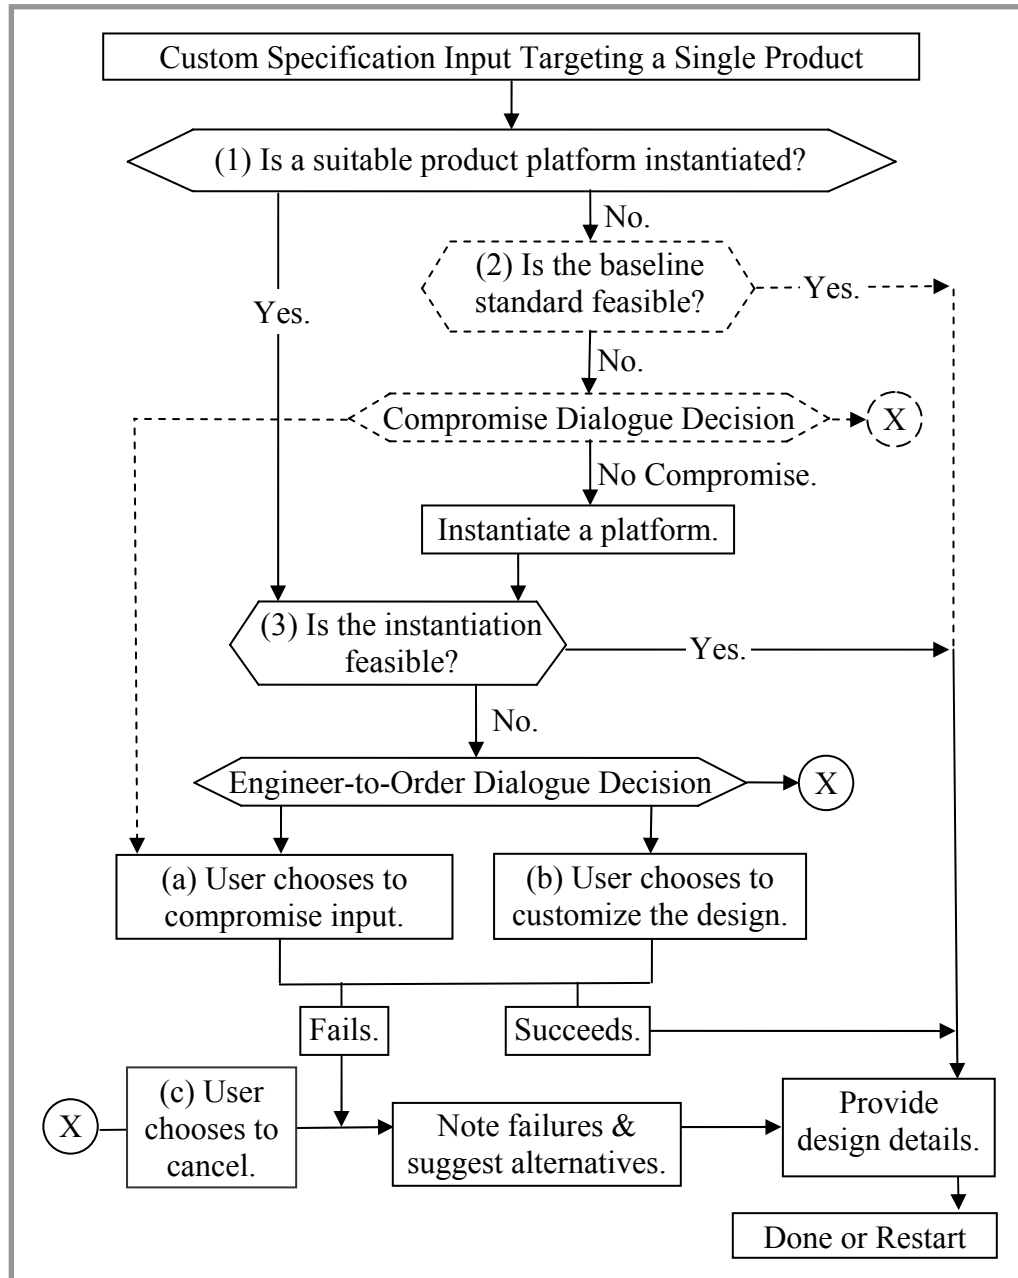 Custom Specification Input Targeting a Single Product
(1) Is a suitable product platform instantiated?
No.
(2) Is the baseline
standard feasible?
Yes.
Yes.
No.
Compromise Dialogue Decision
X
No Compromise.
Instantiate a platform.
(3) Is the instantiation
feasible?
Yes.
No.
Engineer-to-Order Dialogue Decision
X
(a) User chooses to
compromise input.
(b) User chooses to
customize the design.
Fails.
Succeeds.
X
(c) User
chooses to
cancel.
Note failures &
suggest alternatives.
Provide
design details.
Done or Restart